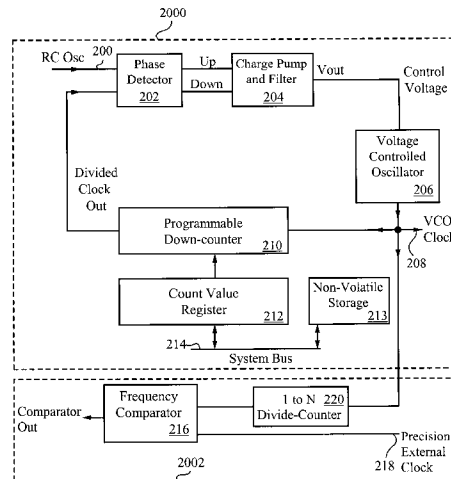 2000
RC Osc
200
Phase
Detector
202
Up
Down
Charge Pump
and Filter
204
Vout
Control
Voltage
Voltage
Controlled
Oscillator
206
Divided
Clock
Out
Programmable
Down-counter
210
VCO
Clock
208
Count Value
Register
212
Non-Volatile
Storage
213
214
System Bus
Comparator
Out
Frequency
Comparator
216
1 to N 220
Divide-Counter
Precision
External
Clock
218
2002